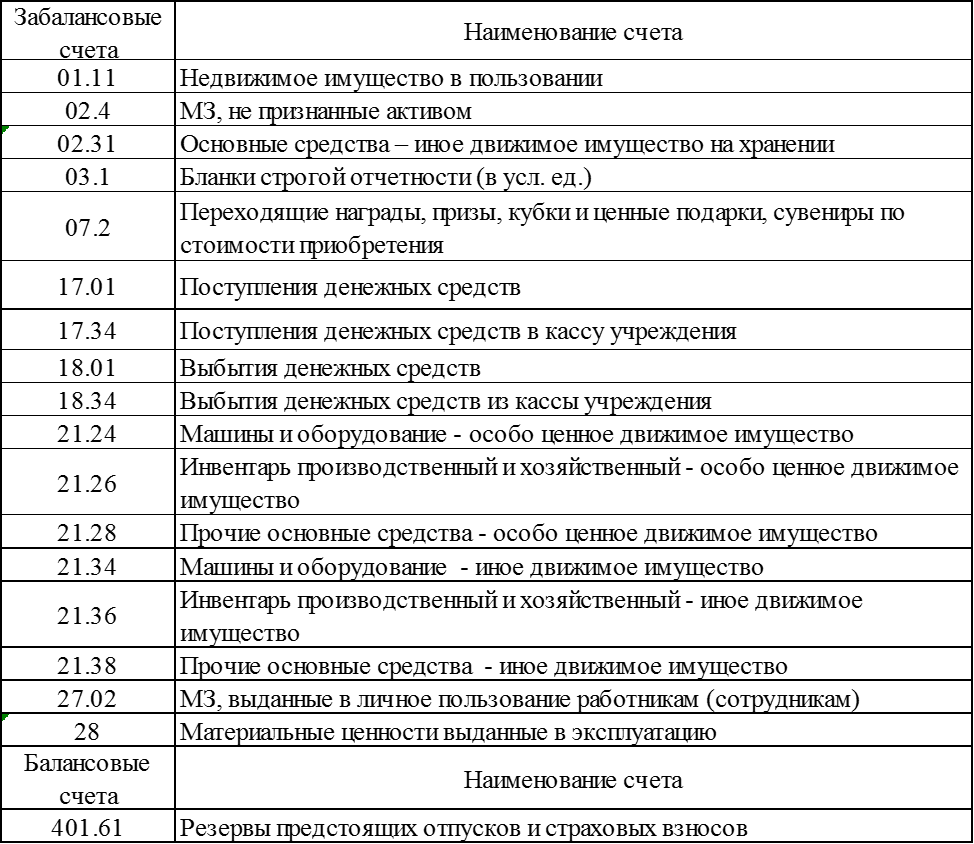 Забалансовые
счета
Наименование счета
01.11
Недвижимое имущество в пользовании
02.4
МЗ, не признанные активом
02.31
Основные средства – иное движимое имущество на хранении
03.1
Бланки строгой отчетности (в усл. ед.)
07.2
Переходящие награды, призы, кубки и ценные подарки, сувениры по
стоимости приобретения
17.01
Поступления денежных средств
17.34
Поступления денежных средств в кассу учреждения
18.01
Выбытия денежных средств
18.34
Выбытия денежных средств из кассы учреждения
21.24
Машины и оборудование - особо ценное движимое имущество
21.26
Инвентарь производственный и хозяйственный - особо ценное движимое
имущество
21.28
Прочие основные средства - особо ценное движимое имущество
21.34
Машины и оборудование  - иное движимое имущество
21.36
Инвентарь производственный и хозяйственный - иное движимое
имущество
21.38
Прочие основные средства  - иное движимое имущество
27.02
МЗ, выданные в личное пользование работникам (сотрудникам)
28
Материальные ценности выданные в эксплуатацию
Балансовые
счета
Наименование счета
401.61
Резервы предстоящих отпусков и страховых взносов